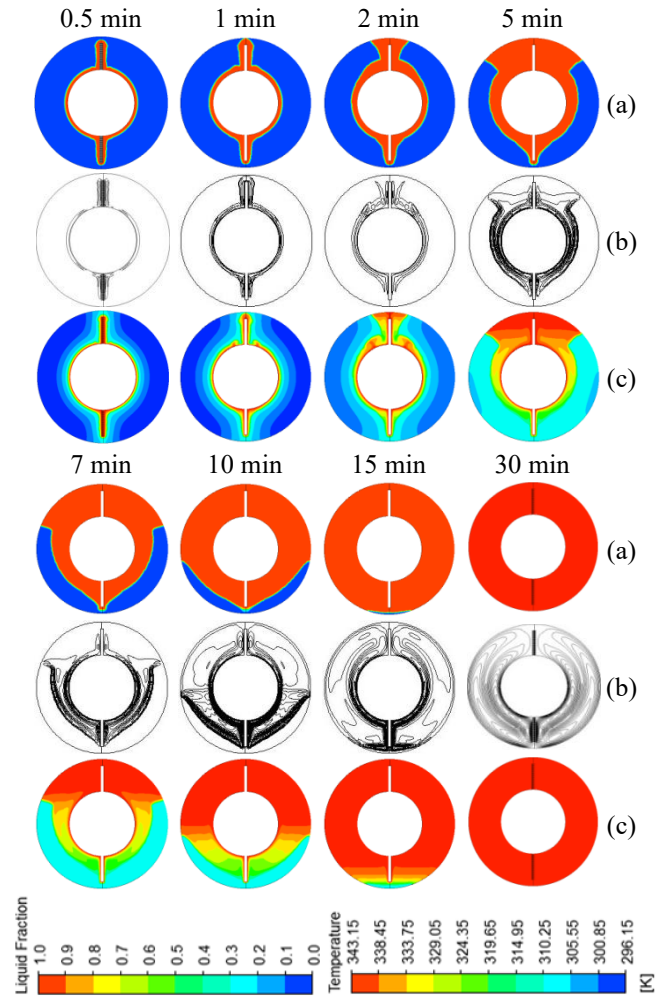 0.5 min 1 min 2 min 5 min
(a)
(b)
(c)
7 min 10 min 15 min 30 min
(a)
(b)
(c)
Liquid Fraction
1.0 0.9 0.8 0.7 0.6 0.5 0.4 0.3 0.2 0.1 0.0
Temperature
343.15 338.45 333.75 329.05 324.35 319.65 314.95 310.25 305.55 300.85 296.15
[K]